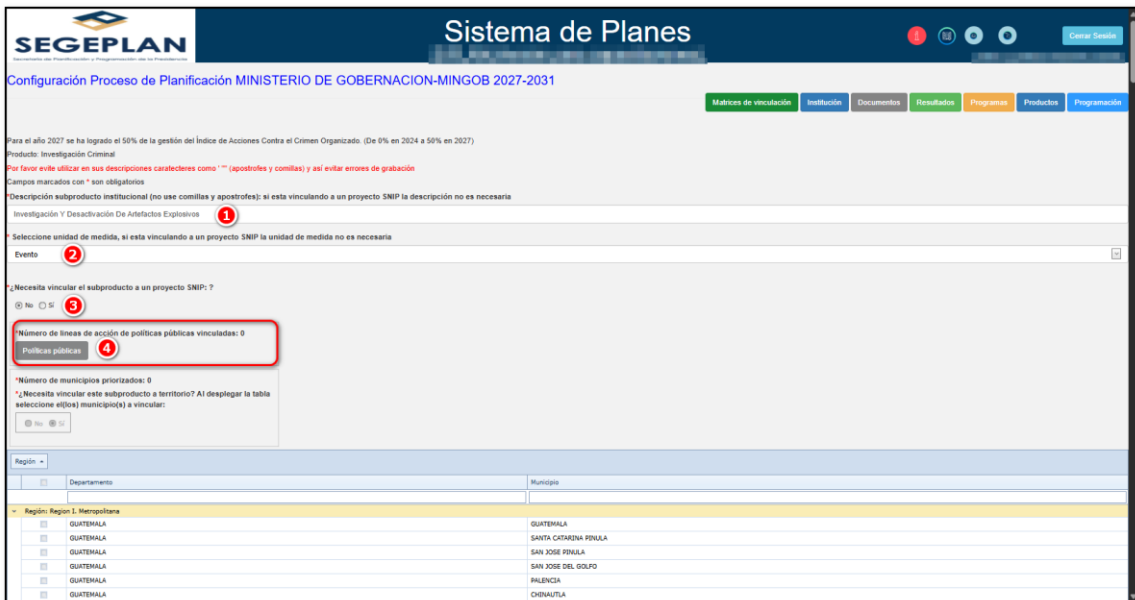 SEGEPLAN
Secretaría de Planificación y Programación de la Presidencia
Sistema de Planes
Cerrar Sesión
Configuración Proceso de Planificación MINISTERIO DE GOBERNACION-MINGOB 2027-2031
Matrices de vinculación
Institución
Documentos
Resultados
Programas
Productos
Programación
Para el año 2027 se ha logrado el 50% de la gestión del Índice de Acciones Contra el Crimen Organizado. (De 0% en 2024 a 50% en 2027)
Producto: Investigación Criminal
Por favor evite utilizar en sus descripciones caratecteres como ' "" (apostrofes y comillas) y así evitar errores de grabación
Campos marcados con * son obligatorios
*Descripción subproducto institucional (no use comillas y apostrofes): si esta vinculando a un proyecto SNIP la descripción no es necesaria
Investigación Y Desactivación De Artefactos Explosivos
1
* Seleccione unidad de medida, si esta vinculando a un proyecto SNIP la unidad de medida no es necesaria
Evento
2
*¿Necesita vincular el subproducto a un proyecto SNIP: ?
No Sí
3
*Número de lineas de acción de políticas públicas vinculadas: 0
Políticas públicas
4
*Número de municipios priorizados: 0
*¿Necesita vincular este subproducto a territorio? Al desplegar la tabla
seleccione el(los) municipio(s) a vincular:
No Sí
Región
Departamento Municipio
Región: Region I. Metropolitana
GUATEMALA GUATEMALA
GUATEMALA SANTA CATARINA PINULA
GUATEMALA SAN JOSE PINULA
GUATEMALA SAN JOSE DEL GOLFO
GUATEMALA PALENCIA
GUATEMALA CHINAUTLA